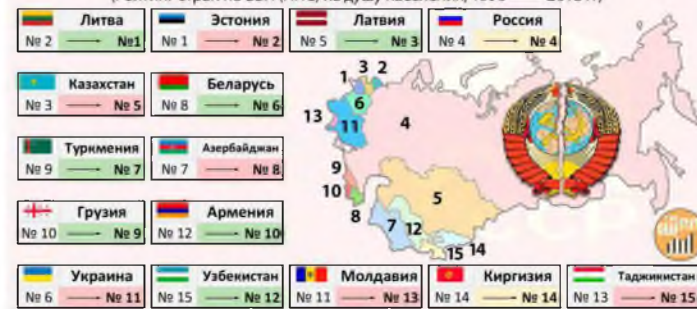 Литва Эстония Латвия Россия
№ 2 → №1 № 1 → № 2 № 5 → № 3 № 4 → № 4
Казахстан Беларусь
№ 3 → № 5 № 8 → № 6
Туркмения Азербайджан
№ 9 → № 7 № 7 → № 8
Грузия Армения
№ 10 → № 9 № 12 → № 10
Украина Узбекистан Молдавия Киргизия Таджикистан
№ 6 → № 11 № 15 → № 12 № 11 → № 13 № 14 → № 14 № 13 → № 15
3 2
1
6
13
11
4
9
10
8
5
7
12
14
15